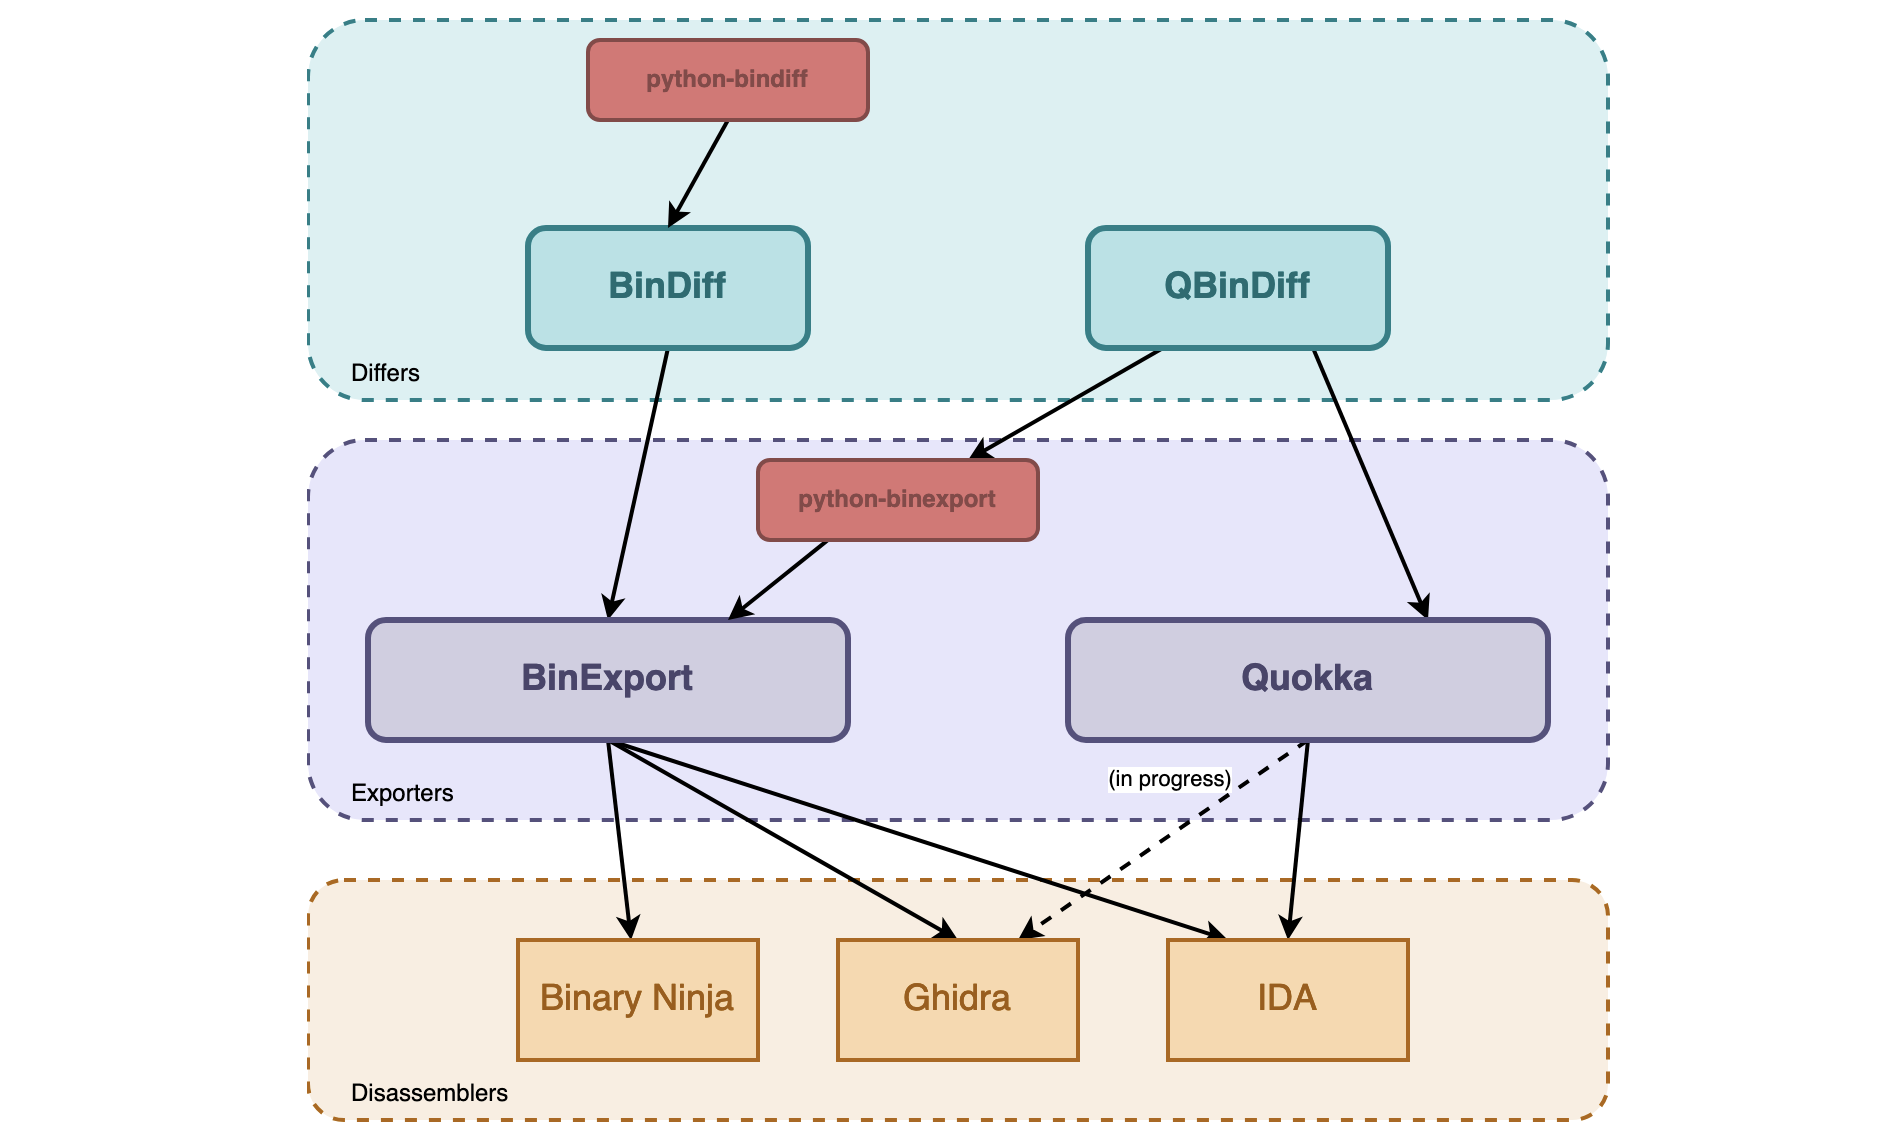 python-bindiff
BinDiff
QBinDiff
Differs
python-binexport
BinExport
Quokka
(in progress)
Exporters
Binary Ninja
Ghidra
IDA
Disassemblers